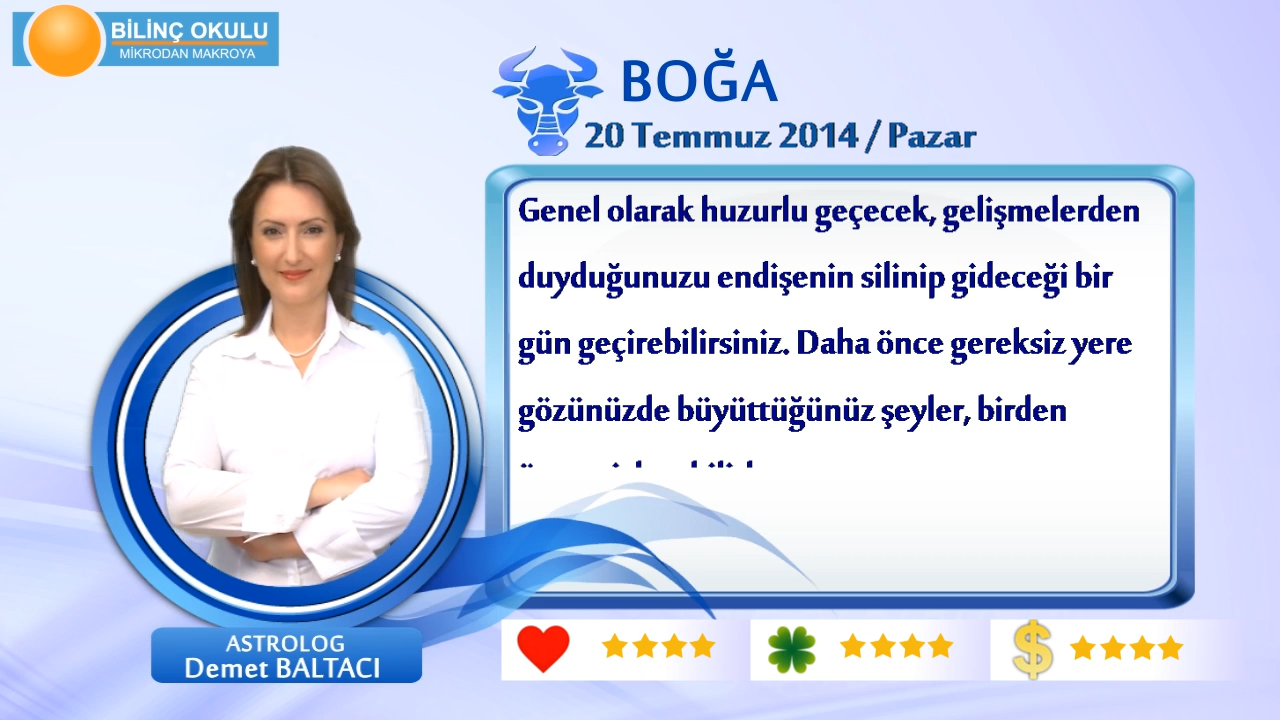 BİLİNÇ OKULU
MİKRODAN MAKROYA
BOĞA
20 Temmuz 2014 / Pazar
Genel olarak huzurlu geçecek, gelişmelerden
duyduğunuzu endişenin silinip gideceği bir
gün geçirebilirsiniz. Daha önce gereksiz yere
gözünüzde büyüttüğünüz şeyler, birden
ASTROLOG
Demet BALTACI